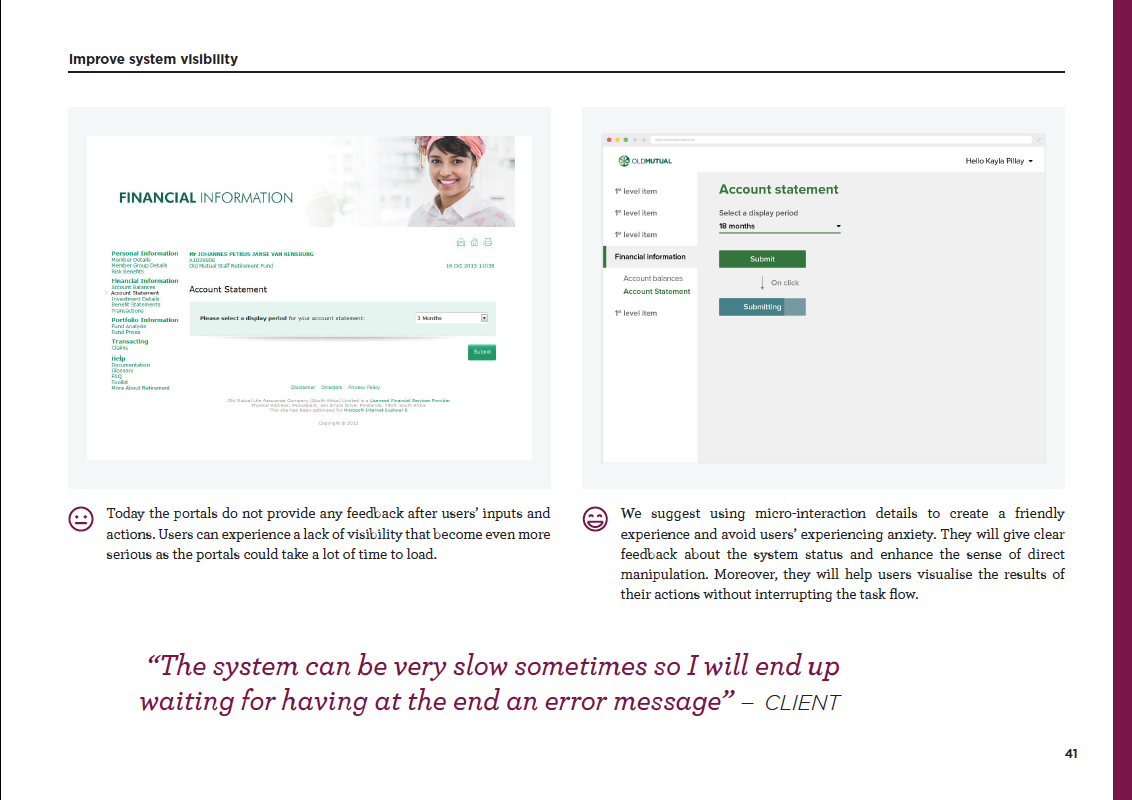 Improve system visibility
FINANCIAL INFORMATION
Personal Information
Member Details
Member Group Details
Risk Benefits
Financial Information
Account Balances
Account Statement
Investment Details
Benefit Statements
Transactions
Portfolio Information
Fund Analysis
Fund Prices
Transacting
Claims
Help
Documentation
Glossary
FAQ
Toolkit
More About Retirement
Mr JOHANNES PETRUS JANSE VAN RENSBURG
Old Mutual Staff Retirement Fund
16 Oct 2015 11h38
Account Statement
Please select a display period for your account statement:
3 Months
Submit
Disclaimer Directors Privacy Policy
Old Mutual Life Assurance Company (South Africa) Limited is a Licensed Financial Services Provider
Physical Address: Mutualpark, Jan Smuts Drive, Pinelands, 7405, South Africa
This site has been optimised for Microsoft Internet Explorer 8
Copyright © 2015
OLDMUTUAL
Hello Kayla Pillay
1st level item
1st level item
1st level item
Financial information
Account balances
Account Statement
1st level item
Account statement
Select a display period
18 months
Submit
On click
Submitting
Today the portals do not provide any feedback after users’ inputs and
actions. Users can experience a lack of visibility that become even more
serious as the portals could take a lot of time to load.
We suggest using micro-interaction details to create a friendly
experience and avoid users’ experiencing anxiety. They will give clear
feedback about the system status and enhance the sense of direct
manipulation. Moreover, they will help users visualise the results of
their actions without interrupting the task flow.
“The system can be very slow sometimes so I will end up
waiting for having at the end an error message” – CLIENT
41